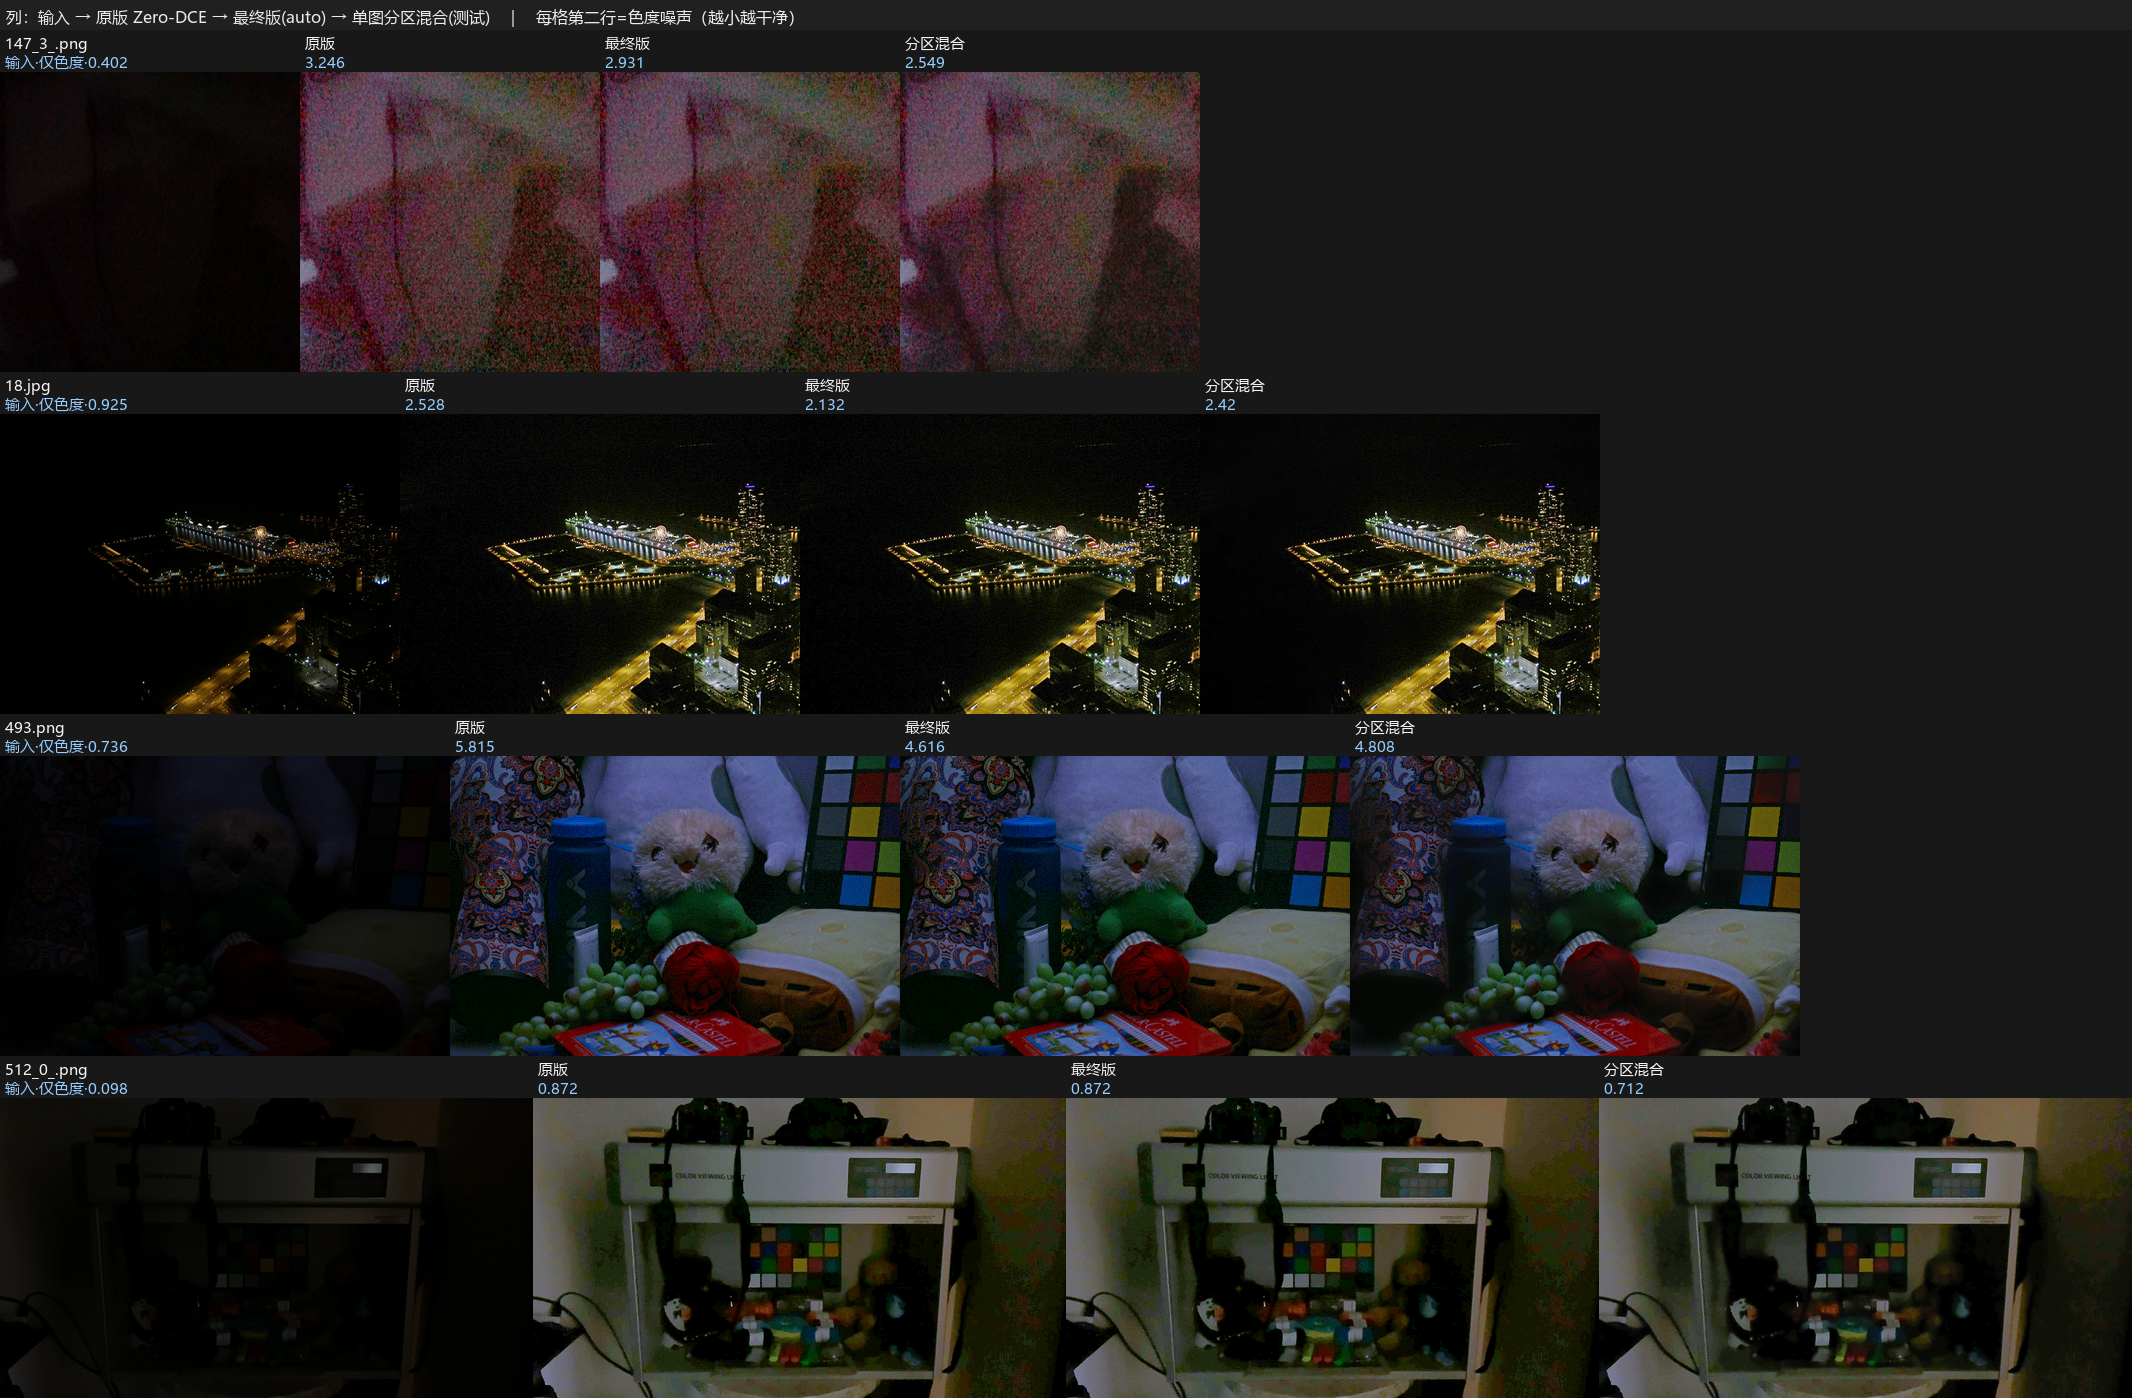 列：输入 → 原版 Zero-DCE → 最终版(auto) → 单图分区混合(测试) | 每格第二行=色度噪声（越小越干净）
147_3_.png 原版 最终版 分区混合
输入·仅色度·0.402 3.246 2.931 2.549
18.jpg 原版 最终版 分区混合
输入·仅色度·0.925 2.528 2.132 2.42
493.png 原版 最终版 分区混合
输入·仅色度·0.736 5.815 4.616 4.808
512_0_.png 原版 最终版 分区混合
输入·仅色度·0.098 0.872 0.872 0.712
COLOR VIEWING COLOR VIEWING COLOR VIEWING